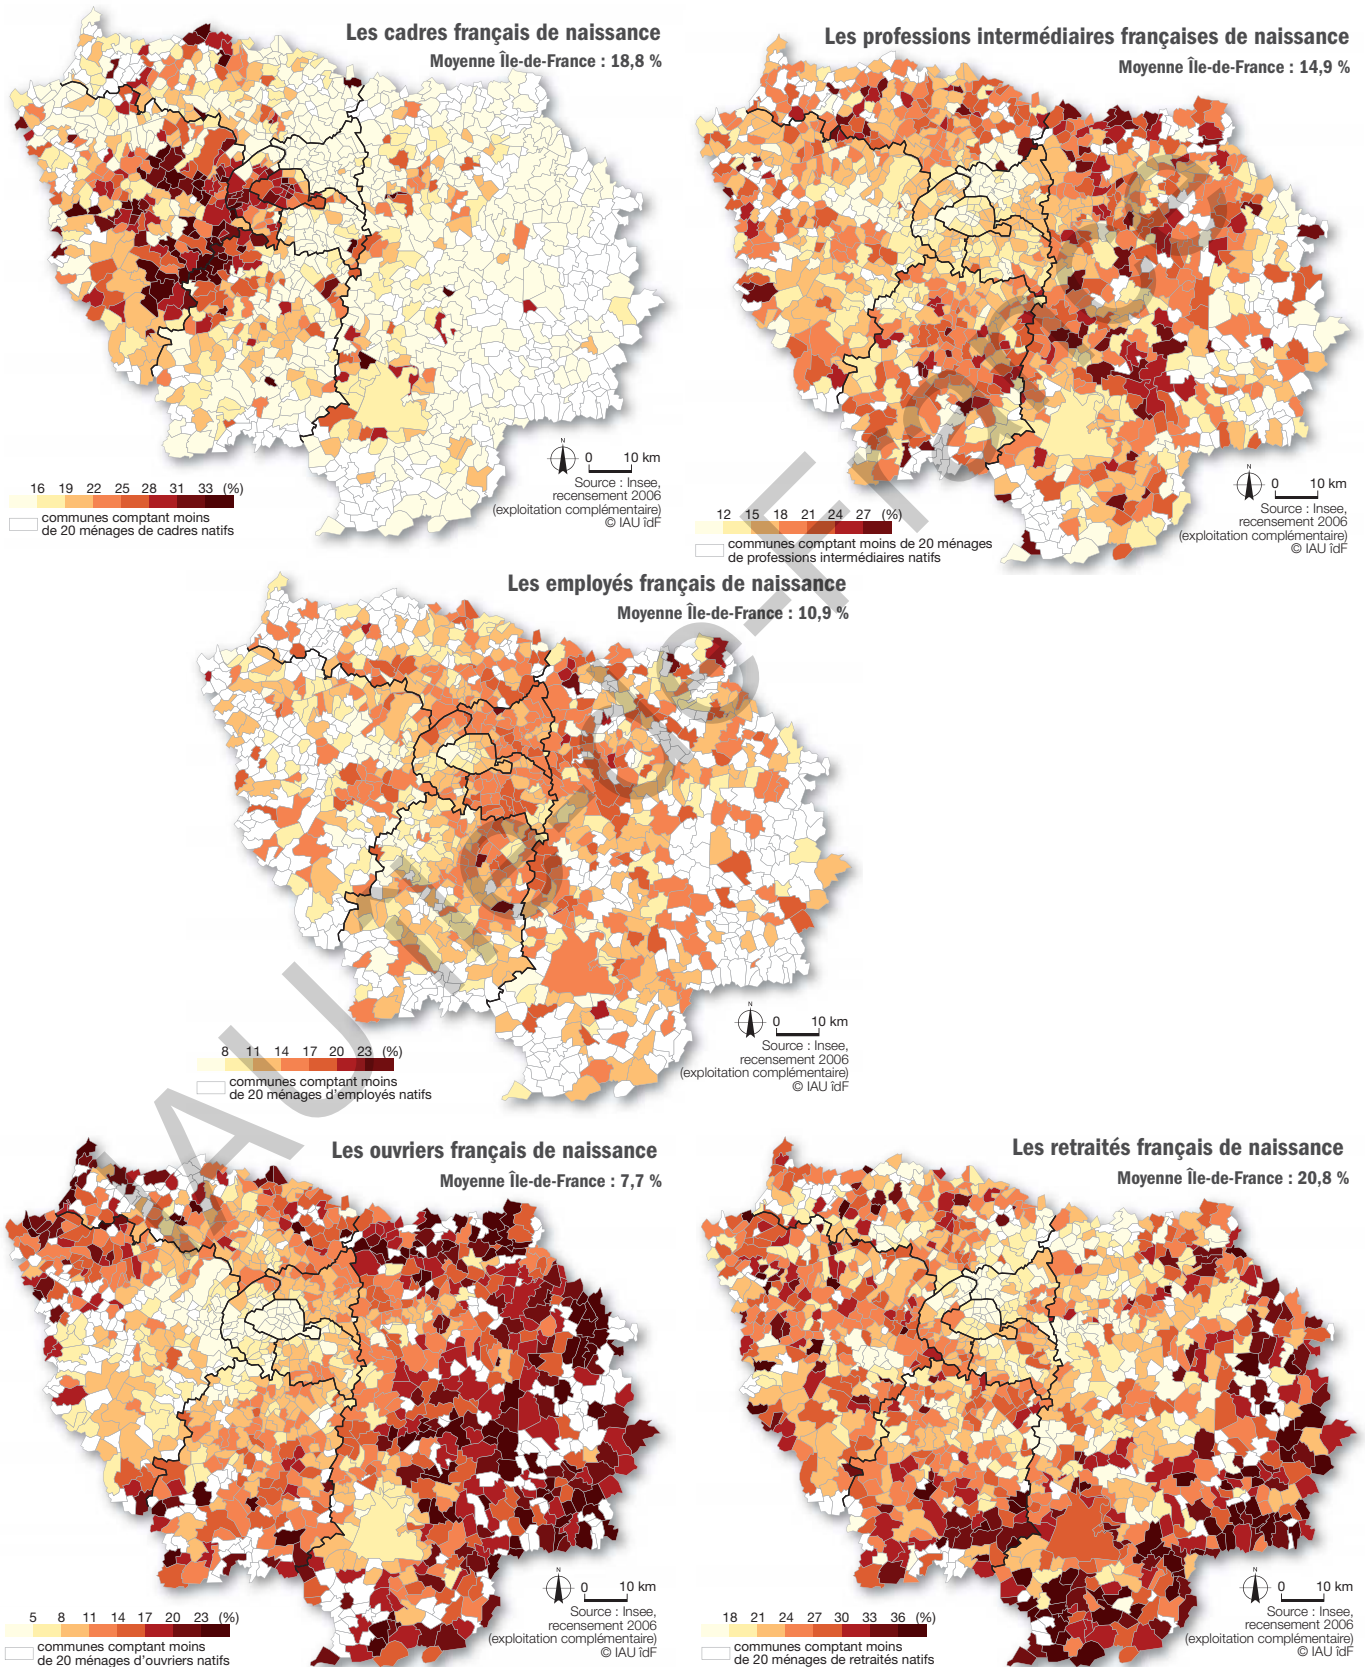 Les cadres français de naissance
Moyenne Île-de-France : 18,8 %
N
0 10 km
Source : Insee,
recensement 2006
(exploitation complémentaire)
© IAU îdF
16 19 22 25 28 31 33 (%)
communes comptant moins
de 20 ménages de cadres natifs
Les professions intermédiaires françaises de naissance
Moyenne Île-de-France : 14,9 %
N
0 10 km
Source : Insee,
recensement 2006
(exploitation complémentaire)
© IAU îdF
12 15 18 21 24 27 (%)
communes comptant moins de 20 ménages
de professions intermédiaires natifs
Les employés français de naissance
Moyenne Île-de-France : 10,9 %
N
0 10 km
Source : Insee,
recensement 2006
(exploitation complémentaire)
© IAU îdF
8 11 14 17 20 23 (%)
communes comptant moins
de 20 ménages d'employés natifs
Les ouvriers français de naissance
Moyenne Île-de-France : 7,7 %
N
0 10 km
Source : Insee,
recensement 2006
(exploitation complémentaire)
© IAU îdF
5 8 11 14 17 20 23 (%)
communes comptant moins
de 20 ménages d'ouvriers natifs
Les retraités français de naissance
Moyenne Île-de-France : 20,8 %
N
0 10 km
Source : Insee,
recensement 2006
(exploitation complémentaire)
© IAU îdF
18 21 24 27 30 33 36 (%)
communes comptant moins
de 20 ménages de retraités natifs
IAU île-de-France